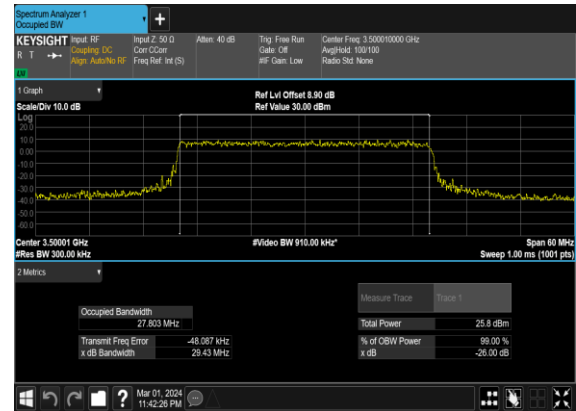 Spectrum Analyzer 1
Occupied BW
+
KEYSIGHT Input: RF Input Z: 50 Ω Atten: 40 dB Trig: Free Run Center Freq: 3.500010000 GHz
R T Coupling: DC Corr CCorr Gate: Off Avg|Hold: 100/100
Align: Auto/No RF Freq Ref: Int (S) #IF Gain: Low Radio Std: None
1 Graph
Ref Lvl Offset 8.90 dB
Scale/Div 10.0 dB Ref Value 30.00 dBm
Log
20.0
10.0
0.00
-10.0
-20.0
-30.0
-40.0
-50.0
-60.0
Center 3.50001 GHz #Video BW 910.00 kHz* Span 60 MHz
#Res BW 300.00 kHz Sweep 1.00 ms (1001 pts)
2 Metrics
Measure Trace Trace 1
Occupied Bandwidth
27.803 MHz Total Power 25.8 dBm
Transmit Freq Error -48.087 kHz % of OBW Power 99.00 %
x dB Bandwidth 29.43 MHz x dB -26.00 dB
? Mar 01, 2024
11:42:26 PM